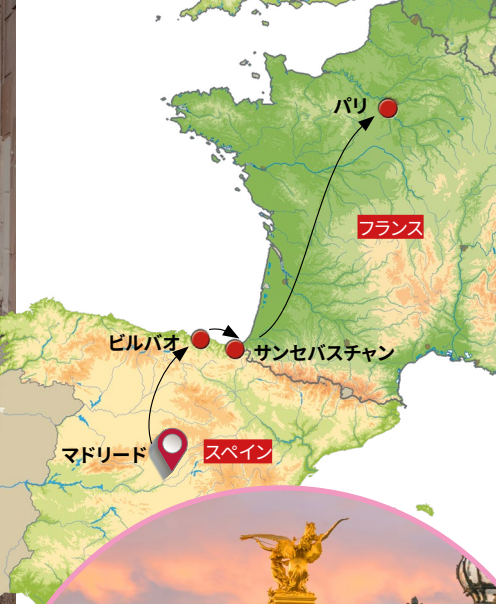 パリ
フランス
ビルバオ
サンセバスチャン
マドリード
スペイン